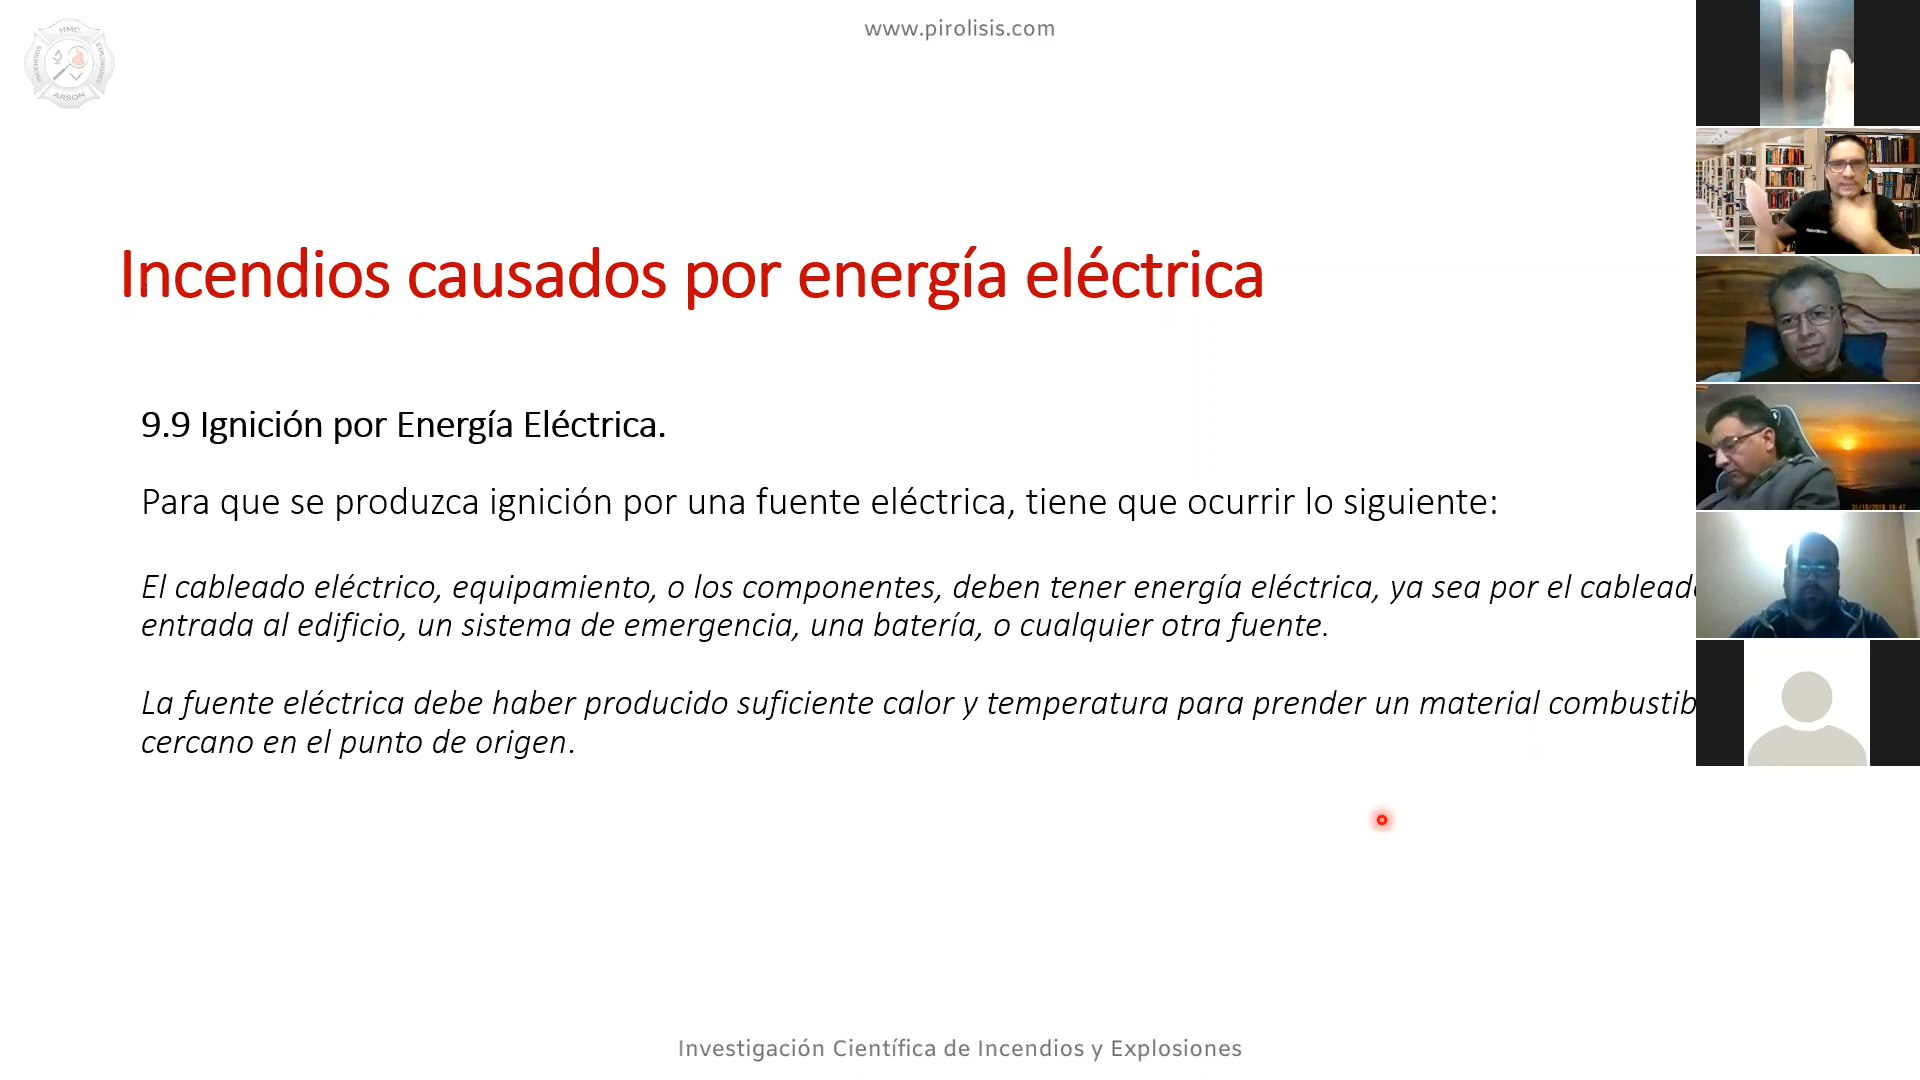 www.pirolisis.com
HMC
INCENDIOS
EXPLOSIONES
ARSON
Incendios causados por energía eléctrica
9.9 Ignición por Energía Eléctrica.
Para que se produzca ignición por una fuente eléctrica, tiene que ocurrir lo siguiente:
El cableado eléctrico, equipamiento, o los componentes, deben tener energía eléctrica, ya sea por el cablead
entrada al edificio, un sistema de emergencia, una batería, o cualquier otra fuente.
La fuente eléctrica debe haber producido suficiente calor y temperatura para prender un material combustib
cercano en el punto de origen.
Investigación Científica de Incendios y Explosiones